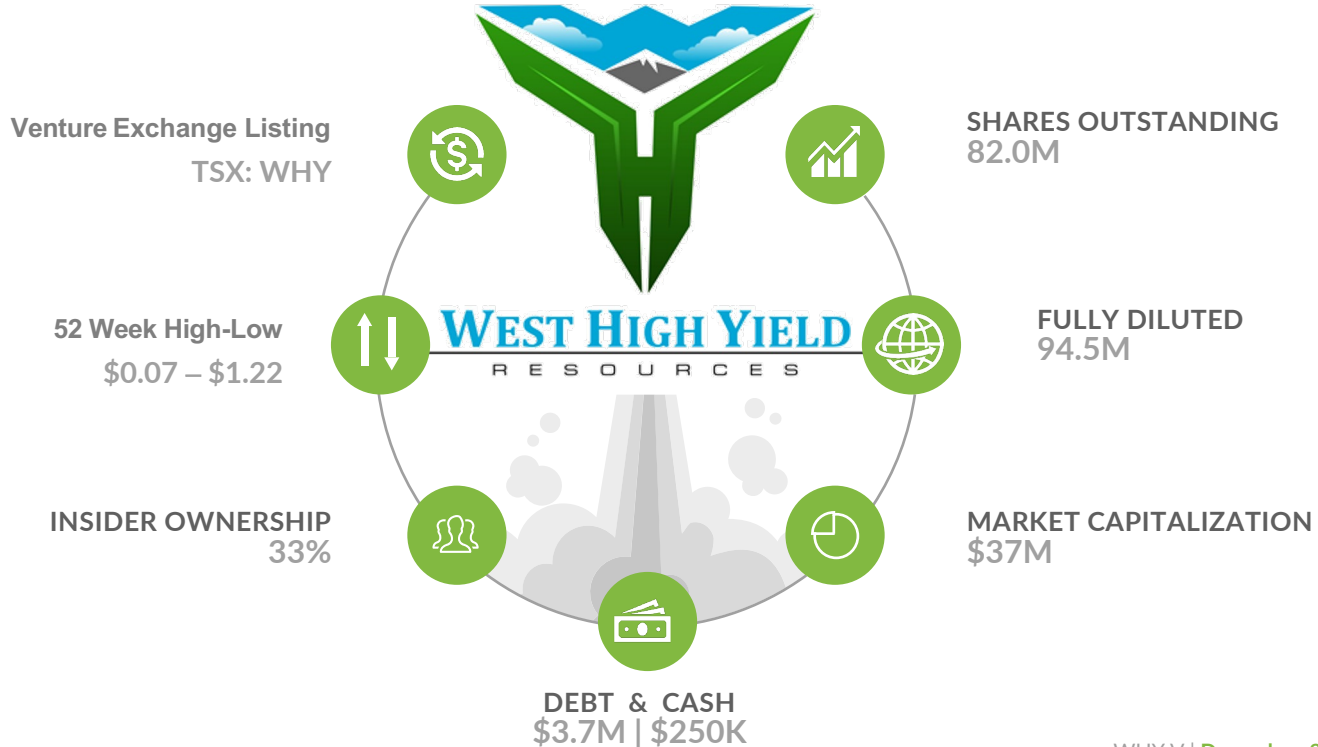 Venture Exchange Listing
TSX: WHY
SHARES OUTSTANDING
82.0M
52 Week High-Low
$0.07 – $1.22
WEST HIGH YIELD
RESOURCES
FULLY DILUTED
94.5M
INSIDER OWNERSHIP
33%
MARKET CAPITALIZATION
$37M
DEBT & CASH
$3.7M | $250K